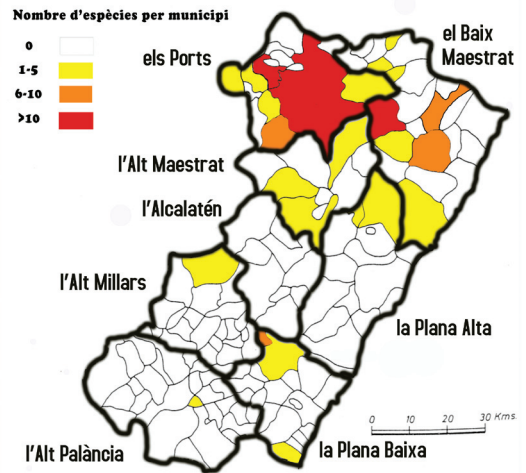 Nombre d'espècies per municipi
0
1-5
6-10
>10
els Ports
el Baix
Maestrat
l'Alt Maestrat
l'Alcalatén
l'Alt Millars
la Plana Alta
l'Alt Palància
la Plana Baixa
0 10 20 30 Kms.